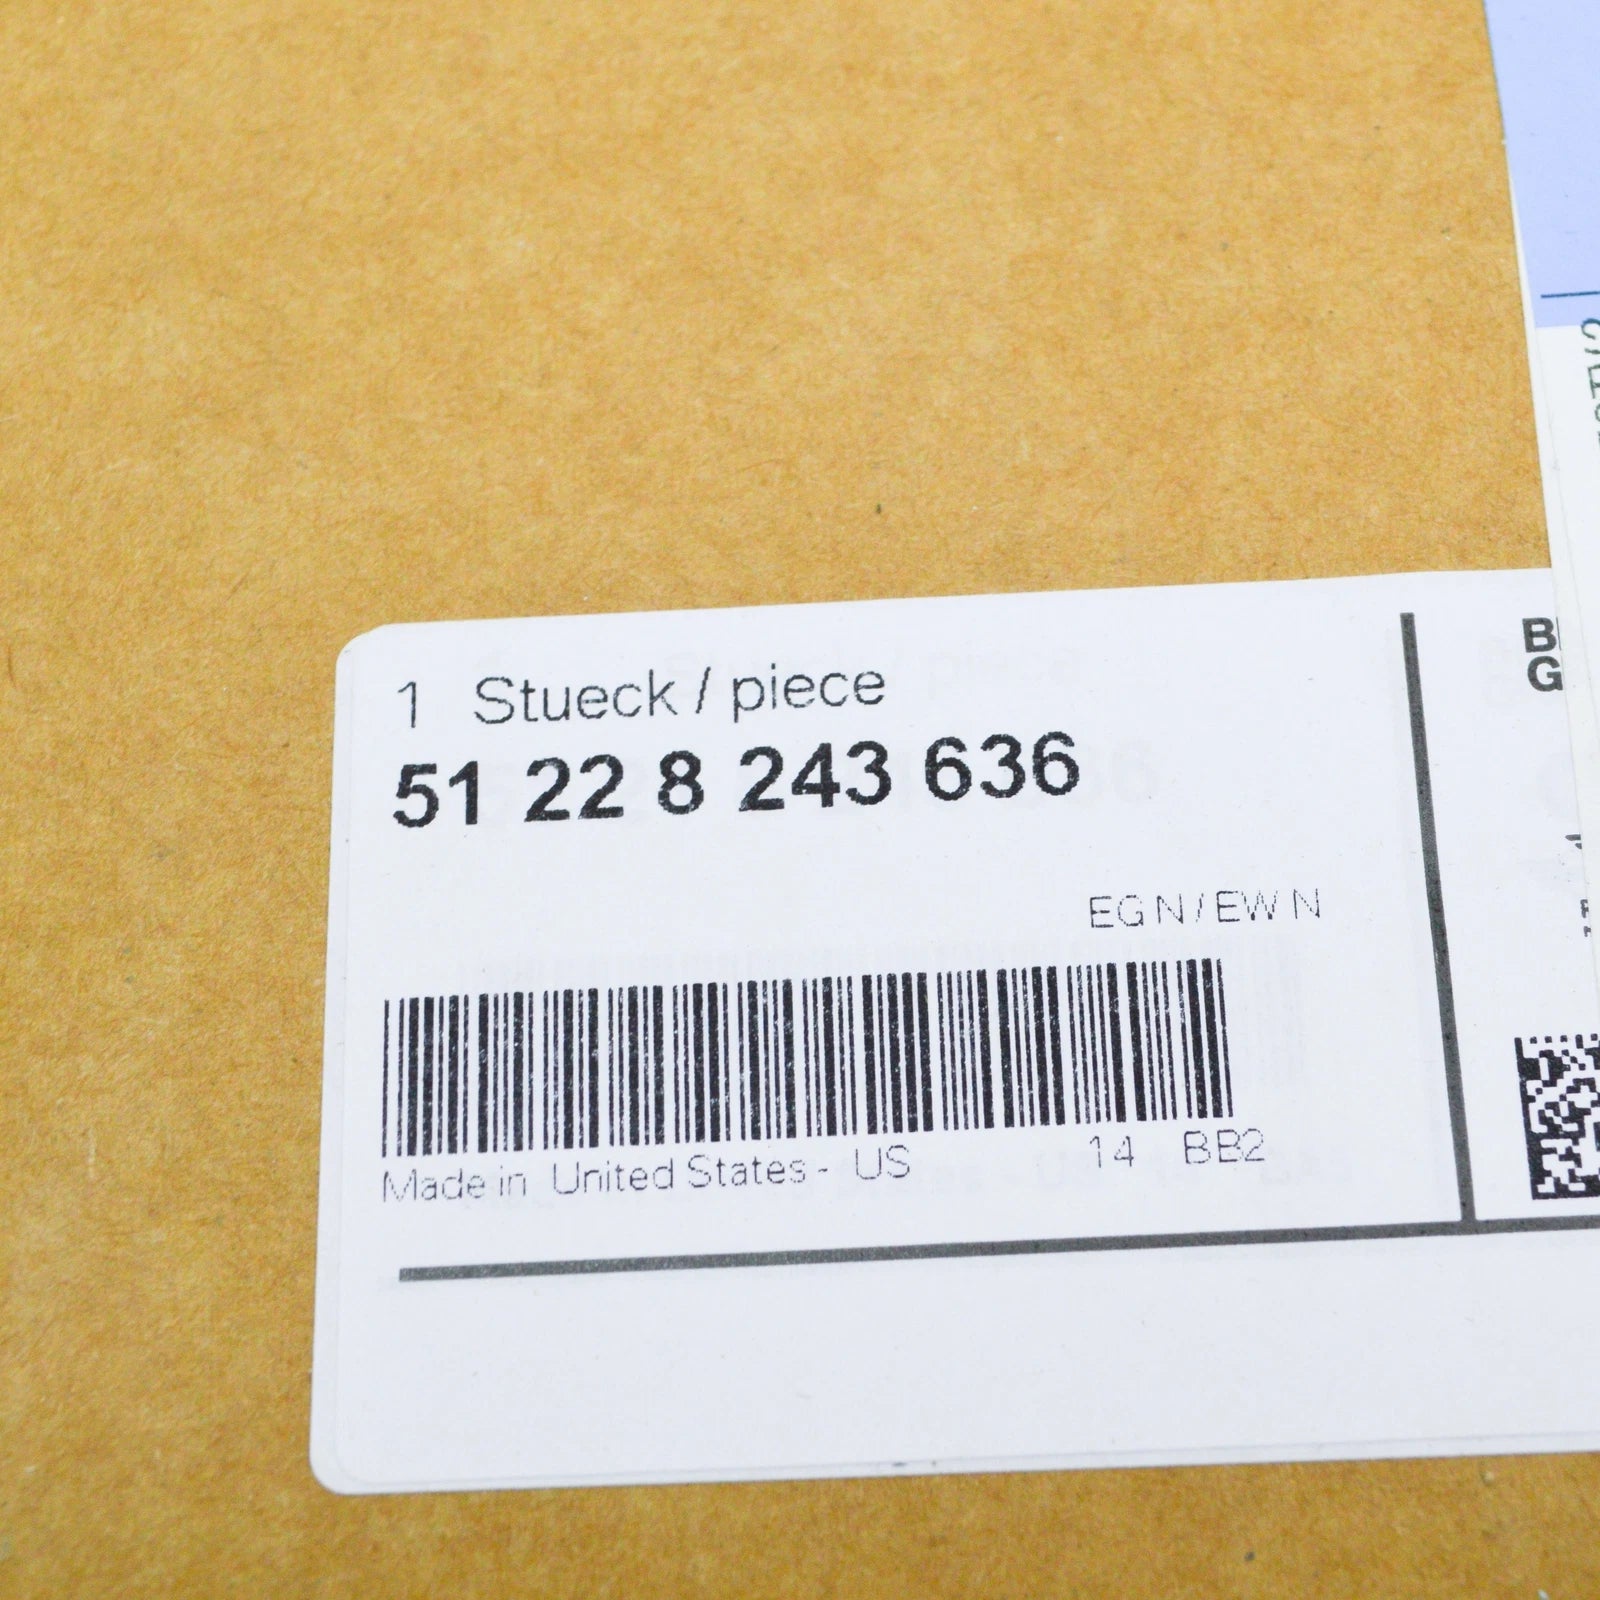 1 Stueck / piece
51 22 8 243 636
EG N / EW N
Made in United States - US 14 BB2